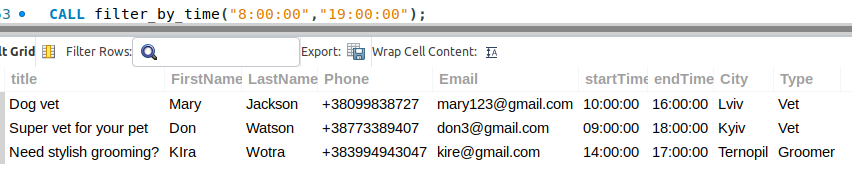 53 CALL filter_by_time("8:00:00","19:00:00");
lt Grid Filter Rows: Export: Wrap Cell Content: IA
title FirstName LastName Phone Email startTime endTime City Type
Dog vet Mary Jackson +38099838727 mary123@gmail.com 10:00:00 16:00:00 Lviv Vet
Super vet for your pet Don Watson +38773389407 don3@gmail.com 09:00:00 18:00:00 Kyiv Vet
Need stylish grooming? KIra Wotra +383994943047 kire@gmail.com 14:00:00 17:00:00 Ternopil Groomer